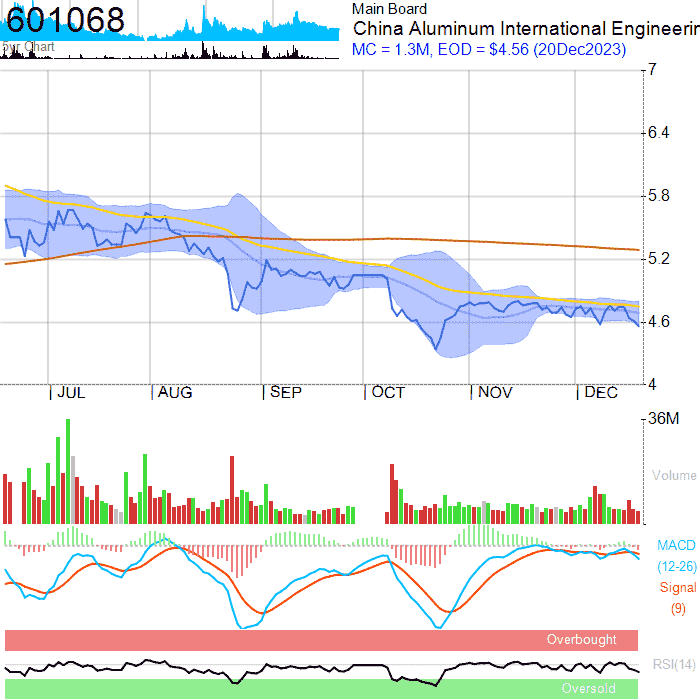 601068
5yr Chart
Main Board
China Aluminum International Engineerin
MC = 1.3M, EOD = $4.56 (20Dec2023)
7
6.4
5.8
5.2
4.6
4
JUL AUG SEP OCT NOV DEC
36M
Volume
MACD
(12-26)
Signal
(9)
Overbought
RSI(14)
Oversold